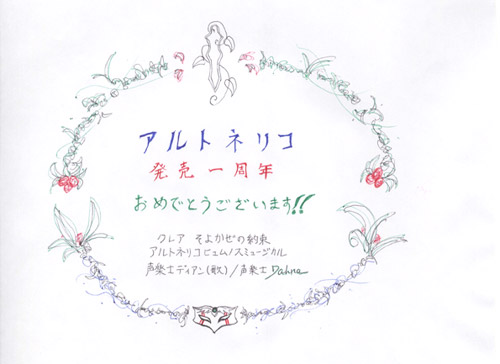 アルトネリコ
発売一周年
おめでとうございます!!
クレア そよかぜの約束
アルトネリコヒュムノスミュージカル
声楽士ディアン(歌)/声楽士 Dahne